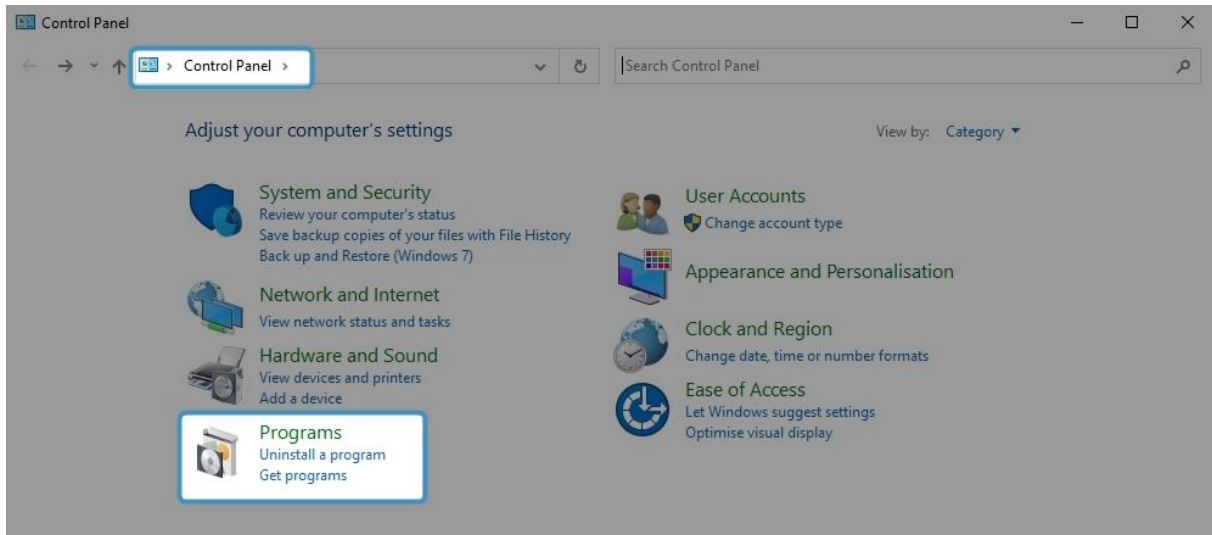 Control Panel
Control Panel
Search Control Panel
Adjust your computer's settings
View by: Category
System and Security
Review your computer's status
Save backup copies of your files with File History
Back up and Restore (Windows 7)
Network and Internet
View network status and tasks
Hardware and Sound
View devices and printers
Add a device
Programs
Uninstall a program
Get programs
User Accounts
Change account type
Appearance and Personalisation
Clock and Region
Change date, time or number formats
Ease of Access
Let Windows suggest settings
Optimise visual display